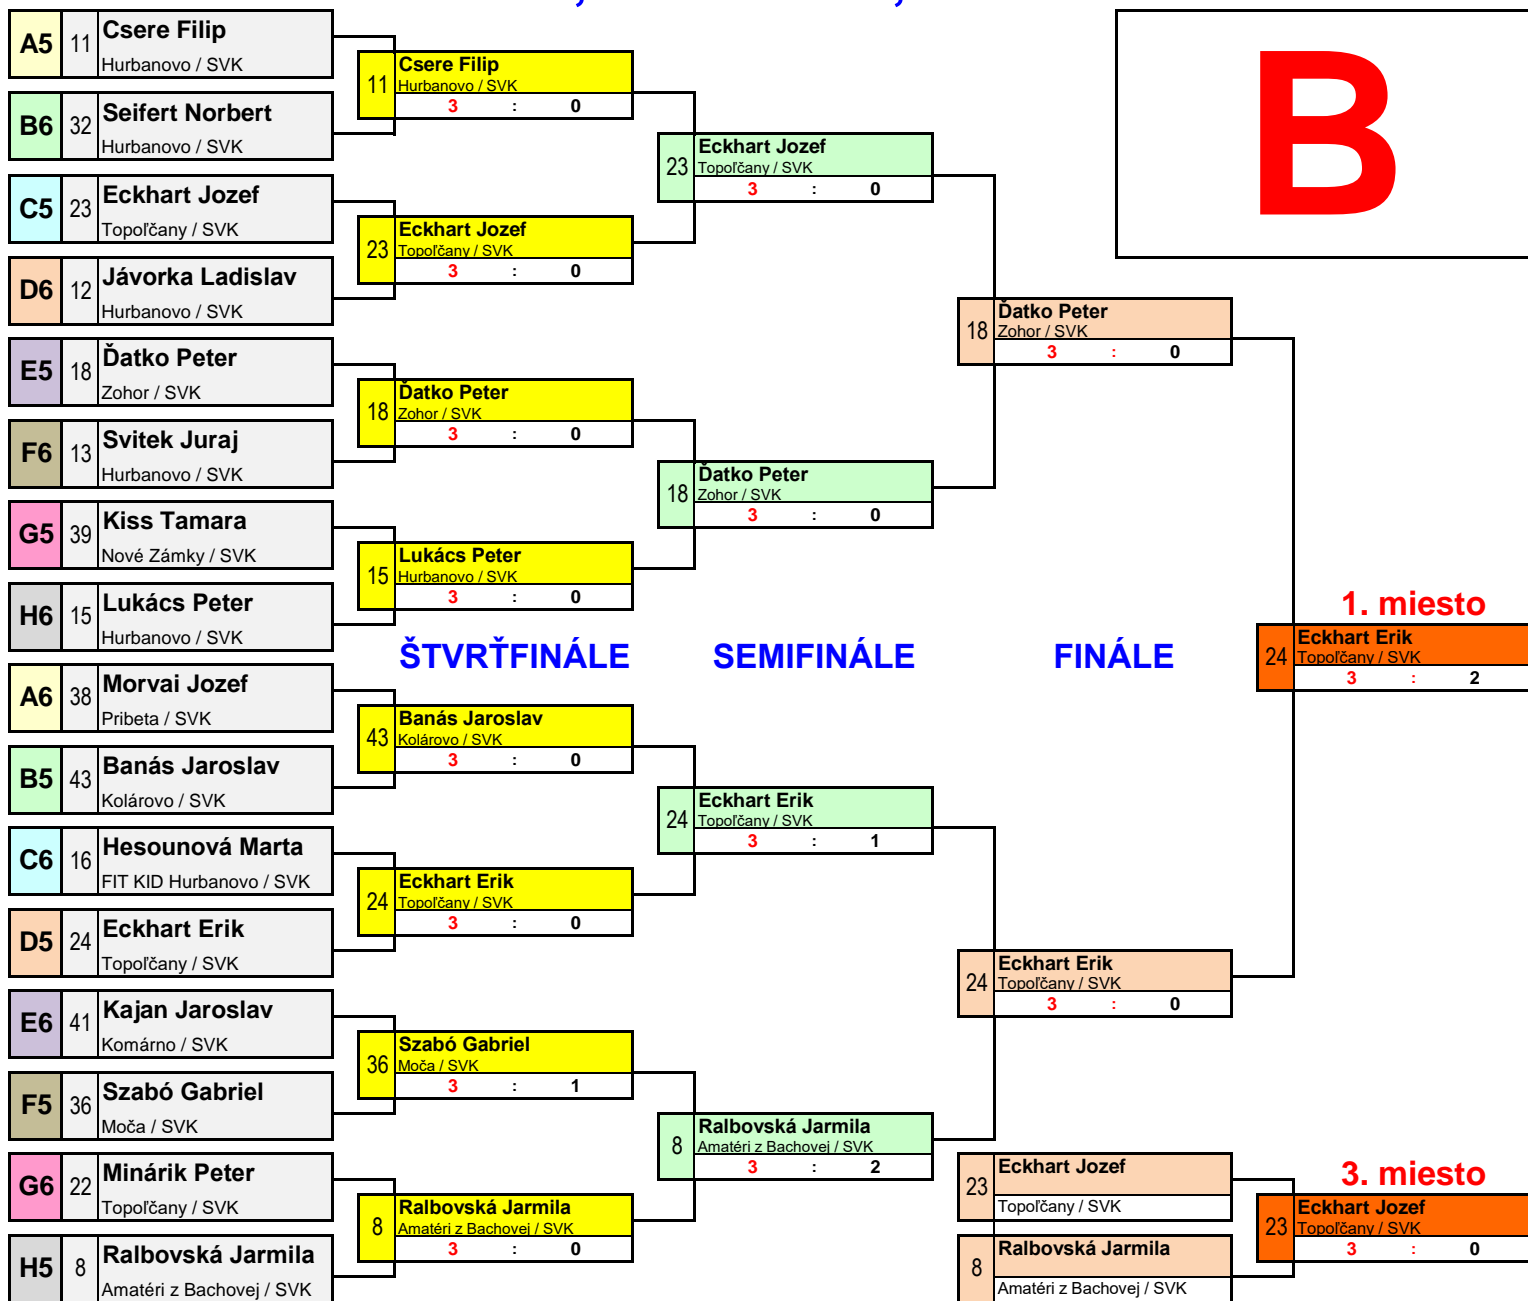 A5 11 Csere Filip
Hurbanovo / SVK
B6 32 Seifert Norbert
Hurbanovo / SVK
C5 23 Eckhart Jozef
Topoľčany / SVK
D6 12 Jávorka Ladislav
Hurbanovo / SVK
E5 18 Ďatko Peter
Zohor / SVK
F6 13 Svitek Juraj
Hurbanovo / SVK
G5 39 Kiss Tamara
Nové Zámky / SVK
H6 15 Lukács Peter
Hurbanovo / SVK
A6 38 Morvai Jozef
Pribeta / SVK
B5 43 Banás Jaroslav
Kolárovo / SVK
C6 16 Hesounová Marta
FIT KID Hurbanovo / SVK
D5 24 Eckhart Erik
Topoľčany / SVK
E6 41 Kajan Jaroslav
Komárno / SVK
F5 36 Szabó Gabriel
Moča / SVK
G6 22 Minárik Peter
Topoľčany / SVK
H5 8 Ralbovská Jarmila
Amatéri z Bachovej / SVK
11 Csere Filip
Hurbanovo / SVK
3 : 0
23 Eckhart Jozef
Topoľčany / SVK
3 : 0
18 Ďatko Peter
Zohor / SVK
3 : 0
15 Lukács Peter
Hurbanovo / SVK
3 : 0
ŠTVRŤFINÁLE
43 Banás Jaroslav
Kolárovo / SVK
3 : 0
24 Eckhart Erik
Topoľčany / SVK
3 : 0
36 Szabó Gabriel
Moča / SVK
3 : 1
8 Ralbovská Jarmila
Amatéri z Bachovej / SVK
3 : 0
23 Eckhart Jozef
Topoľčany / SVK
3 : 0
18 Ďatko Peter
Zohor / SVK
3 : 0
SEMIFINÁLE
24 Eckhart Erik
Topoľčany / SVK
3 : 1
8 Ralbovská Jarmila
Amatéri z Bachovej / SVK
3 : 2
18 Ďatko Peter
Zohor / SVK
3 : 0
FINÁLE
24 Eckhart Erik
Topoľčany / SVK
3 : 0
23 Eckhart Jozef
Topoľčany / SVK
8 Ralbovská Jarmila
Amatéri z Bachovej / SVK
B
1. miesto
24 Eckhart Erik
Topoľčany / SVK
3 : 2
3. miesto
23 Eckhart Jozef
Topoľčany / SVK
3 : 0